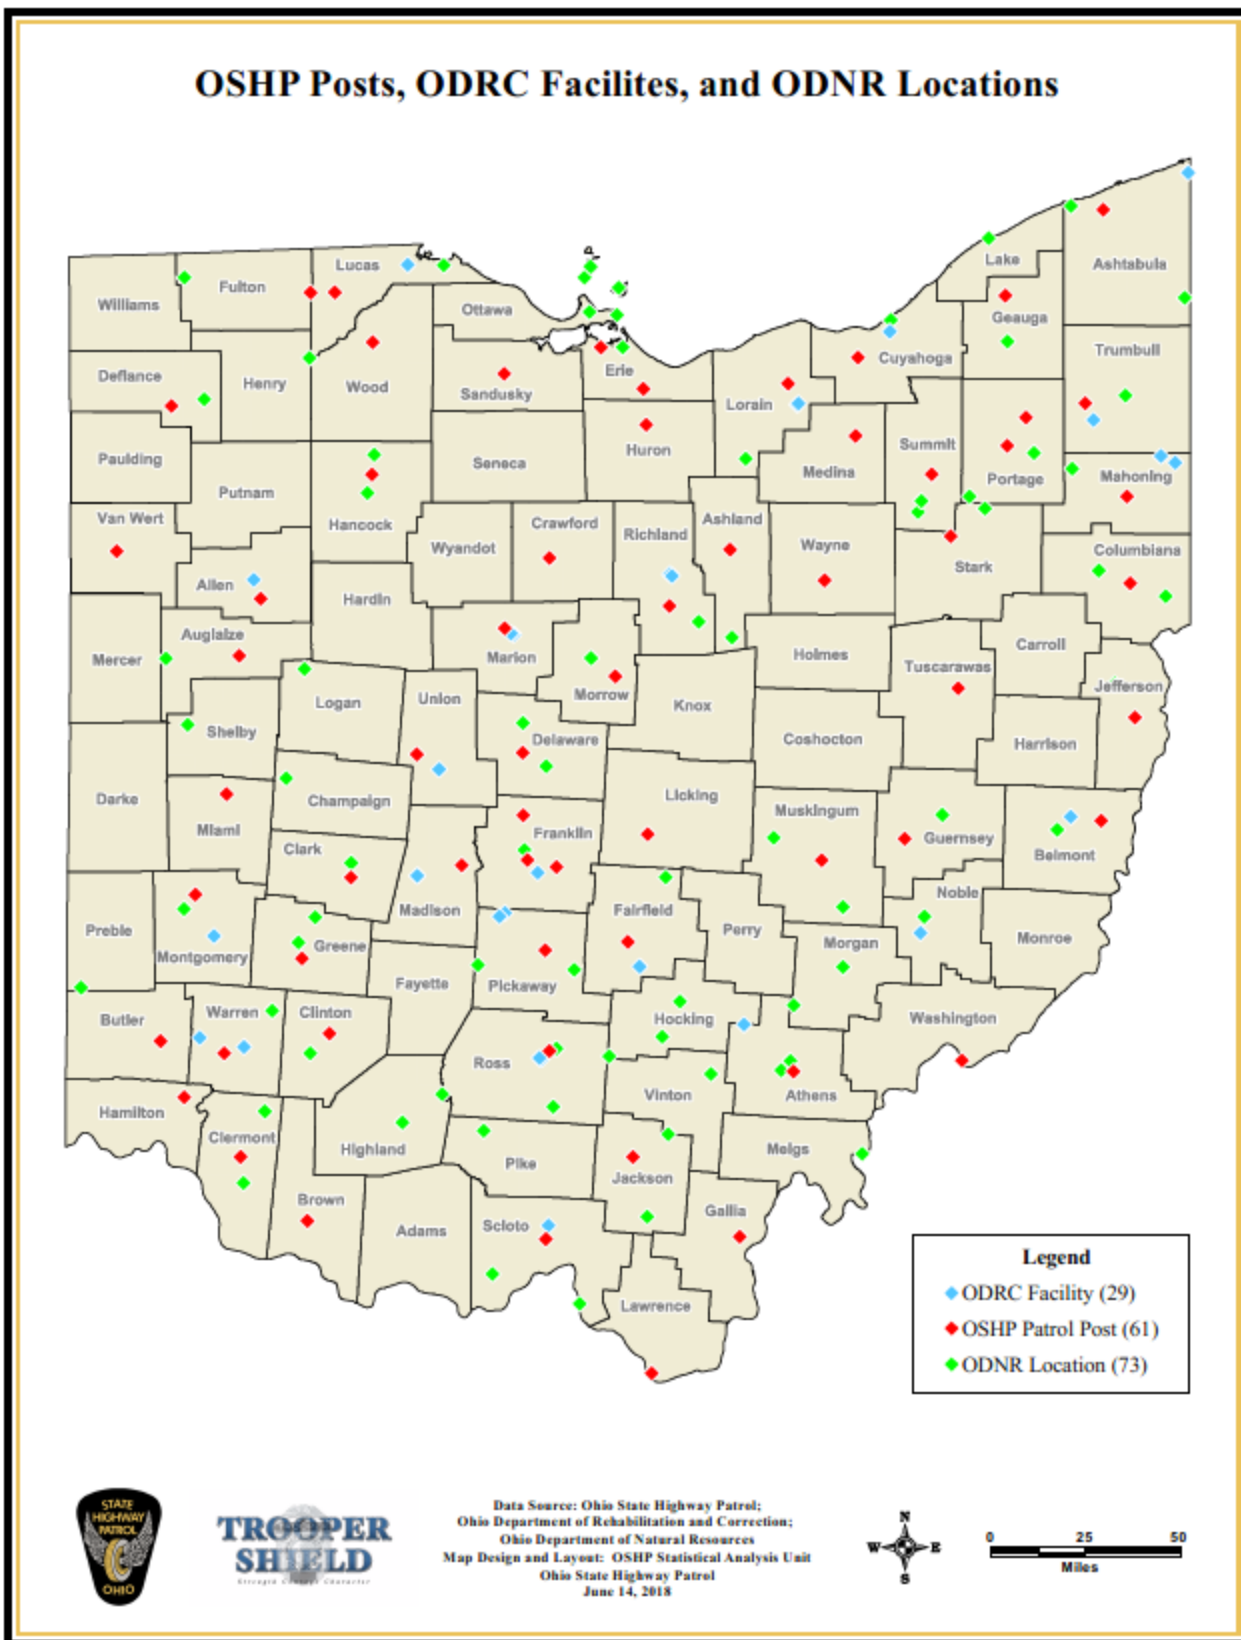 OSHP Posts, ODRC Facilites, and ODNR Locations
Lake
Ashtabula
Lucas
Fulton
Williams
Ottawa
Geauga
Trumbull
Cuyahoga
Erie
Defiance
Henry
Wood
Sandusky
Lorain
Summit
Huron
Paulding
Seneca
Medina
Portage
Mahoning
Putnam
Van Wert
Hancock
Crawford
Ashland
Richland
Wyandot
Wayne
Columbiana
Stark
Allen
Hardin
Auglaize
Mercer
Marion
Holmes
Carroll
Tuscarawas
Morrow
Jefferson
Logan
Union
Knox
Shelby
Delaware
Coshocton
Harrison
Darke
Champaign
Licking
Muskingum
Miami
Franklin
Guernsey
Clark
Belmont
Noble
Madison
Fairfield
Preble
Perry
Monroe
Greene
Morgan
Montgomery
Fayette
Pickaway
Butler
Warren
Clinton
Hocking
Washington
Ross
Vinton
Athens
Hamilton
Clermont
Highland
Meigs
Pike
Jackson
Brown
Gallia
Scioto
Adams
Lawrence
Legend
ODRC Facility (29)
OSHP Patrol Post (61)
ODNR Location (73)
STATE
HIGHWAY
PATROL
OHIO
TROOPER
SHIELD
Strength Through Character
Data Source: Ohio State Highway Patrol;
Ohio Department of Rehabilitation and Correction;
Ohio Department of Natural Resources
Map Design and Layout: OSHP Statistical Analysis Unit
Ohio State Highway Patrol
June 14, 2018
N
W E
S
0 25 50
Miles